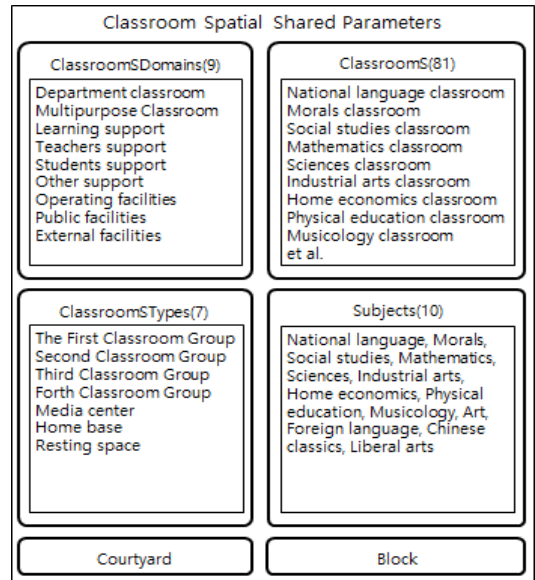 Classroom Spatial Shared Parameters
ClassroomSDomains(9)
Department classroom
Multipurpose Classroom
Learning support
Teachers support
Students support
Other support
Operating facilities
Public facilities
External facilities
ClassroomS(81)
National language classroom
Morals classroom
Social studies classroom
Mathematics classroom
Sciences classroom
Industrial arts classroom
Home economics classroom
Physical education classroom
Musicology classroom
et al.
ClassroomSTypes(7)
The First Classroom Group
Second Classroom Group
Third Classroom Group
Forth Classroom Group
Media center
Home base
Resting space
Subjects(10)
National language, Morals,
Social studies, Mathematics,
Sciences, Industrial arts,
Home economics, Physical
education, Musicology, Art,
Foreign language, Chinese
classics, Liberal arts
Courtyard
Block